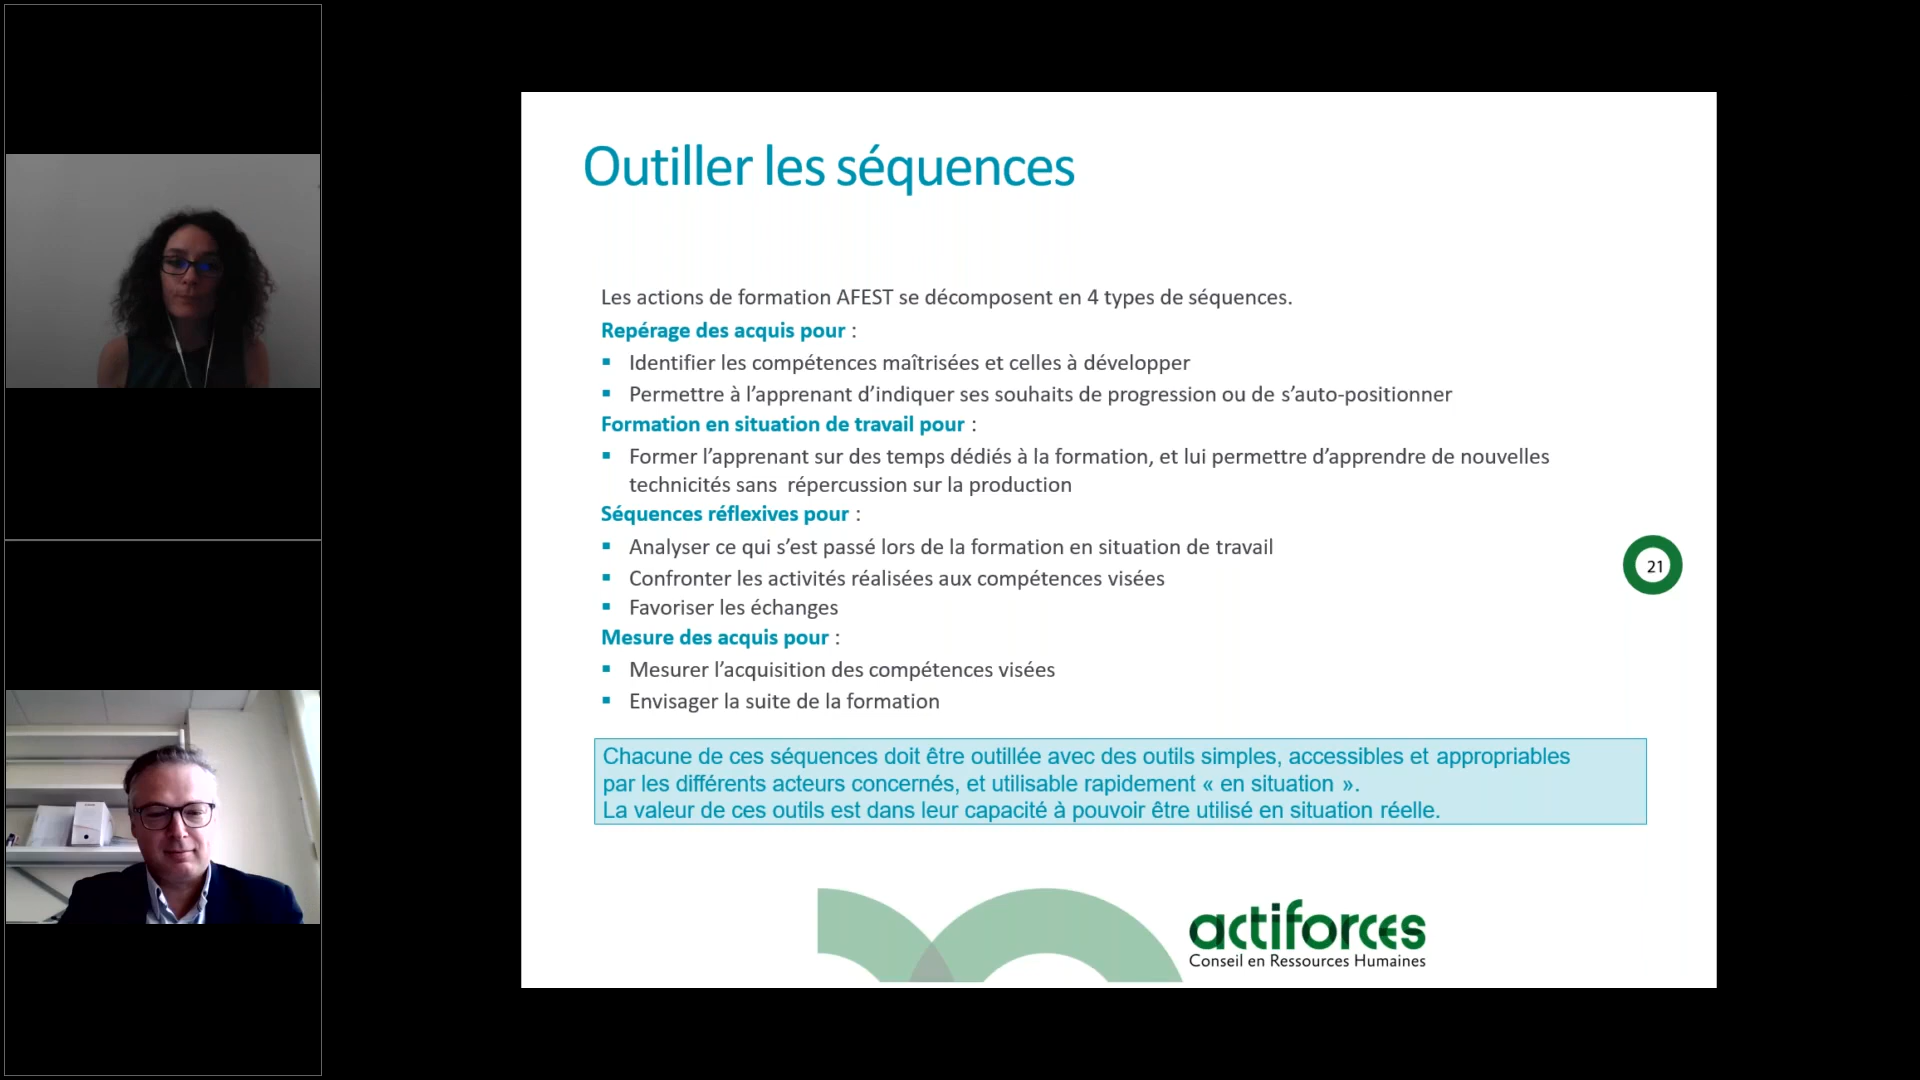 Outiller les séquences
Les actions de formation AFEST se décomposent en 4 types de séquences.
Repérage des acquis pour :
▪ Identifier les compétences maîtrisées et celles à développer
▪ Permettre à l’apprenant d’indiquer ses souhaits de progression ou de s’auto-positionner
Formation en situation de travail pour :
▪ Former l’apprenant sur des temps dédiés à la formation, et lui permettre d’apprendre de nouvelles
technicités sans  répercussion sur la production
Séquences réflexives pour :
▪ Analyser ce qui s’est passé lors de la formation en situation de travail
▪ Confronter les activités réalisées aux compétences visées
▪ Favoriser les échanges
Mesure des acquis pour :
▪ Mesurer l’acquisition des compétences visées
▪ Envisager la suite de la formation
Chacune de ces séquences doit être outillée avec des outils simples, accessibles et appropriables
par les différents acteurs concernés, et utilisable rapidement « en situation ».
La valeur de ces outils est dans leur capacité à pouvoir être utilisé en situation réelle.
21
actiforces
Conseil en Ressources Humaines